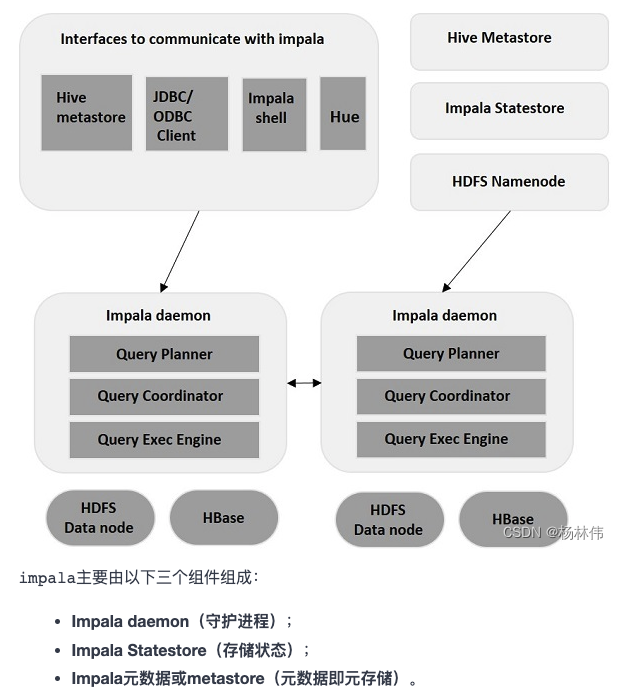 Interfaces to communicate with impala
Hive
metastore
JDBC/
ODBC
Client
Impala
shell
Hue
Hive Metastore
Impala Statestore
HDFS Namenode
Impala daemon
Query Planner
Query Coordinator
Query Exec Engine
Impala daemon
Query Planner
Query Coordinator
Query Exec Engine
HDFS
Data node
HBase
HDFS
Data node
HBase
CSDN @杨林伟
impala主要由以下三个组件组成：
• Impala daemon（守护进程）；
• Impala Statestore（存储状态）；
• Impala元数据或metastore（元数据即元存储）。